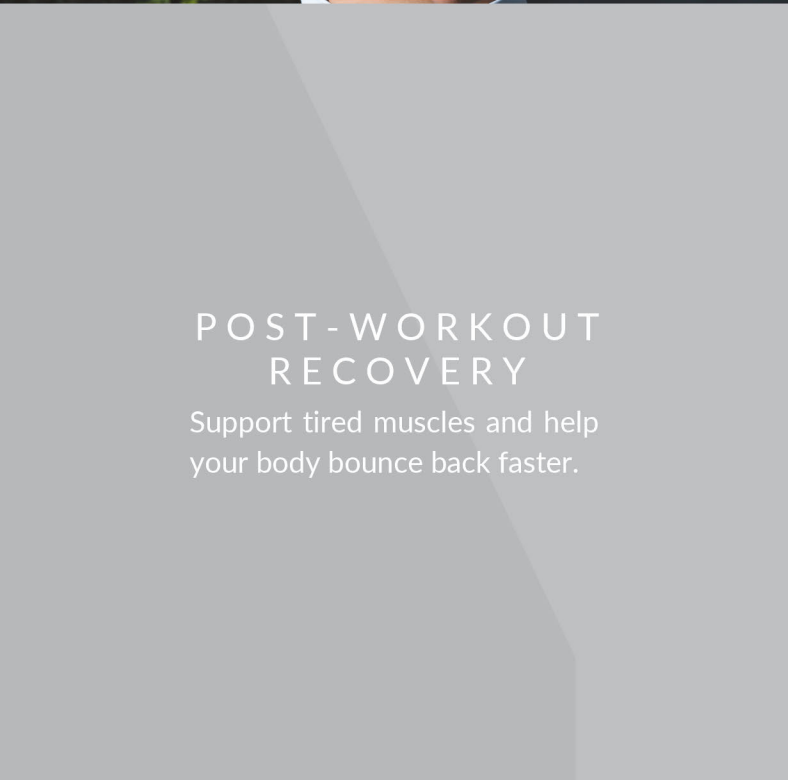 POST-WORKOUT
RECOVERY
Support tired muscles and help
your body bounce back faster.